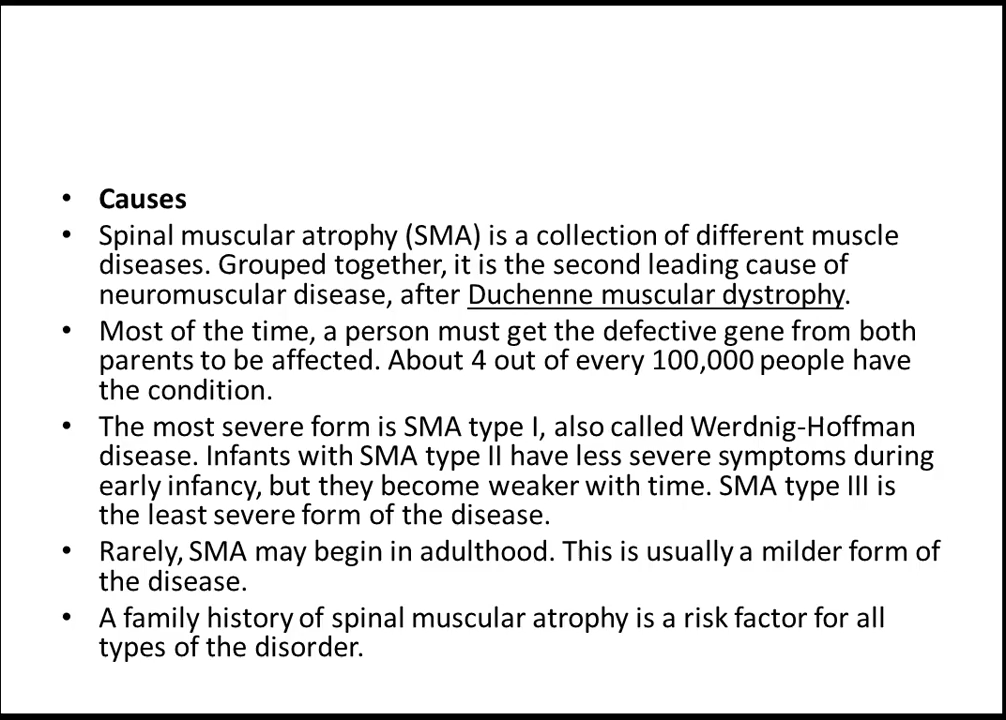 • Causes
• Spinal muscular atrophy (SMA) is a collection of different muscle
diseases. Grouped together, it is the second leading cause of
neuromuscular disease, after Duchenne muscular dystrophy.
• Most of the time, a person must get the defective gene from both
parents to be affected. About 4 out of every 100,000 people have
the condition.
• The most severe form is SMA type I, also called Werdnig-Hoffman
disease. Infants with SMA type II have less severe symptoms during
early infancy, but they become weaker with time. SMA type III is
the least severe form of the disease.
• Rarely, SMA may begin in adulthood. This is usually a milder form of
the disease.
• A family history of spinal muscular atrophy is a risk factor for all
types of the disorder.